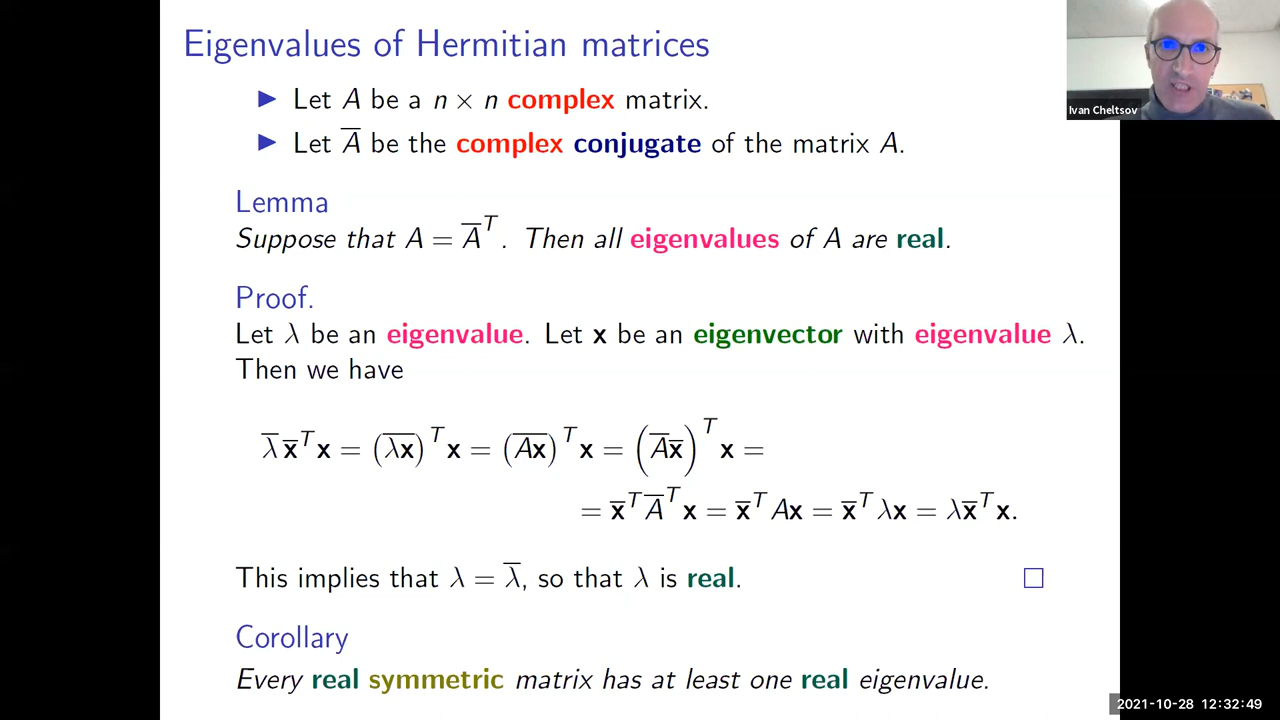 Eigenvalues of Hermitian matrices
▶ Let A be a n × n complex matrix.
▶ Let A̅ be the complex conjugate of the matrix A.
Lemma
Suppose that A = A̅ᵀ. Then all eigenvalues of A are real.
Proof.
Let λ be an eigenvalue. Let x be an eigenvector with eigenvalue λ.
Then we have
λ̅x̅ᵀx = (λ̅x̅)ᵀx = (A̅x̅)ᵀx = (A̅x̅)ᵀx =
= x̅ᵀA̅ᵀx = x̅ᵀAx = x̅ᵀλx = λx̅ᵀx.
This implies that λ = λ̅, so that λ is real. □
Corollary
Every real symmetric matrix has at least one real eigenvalue.
Ivan Cheltsov
2021-10-28 12:32:49